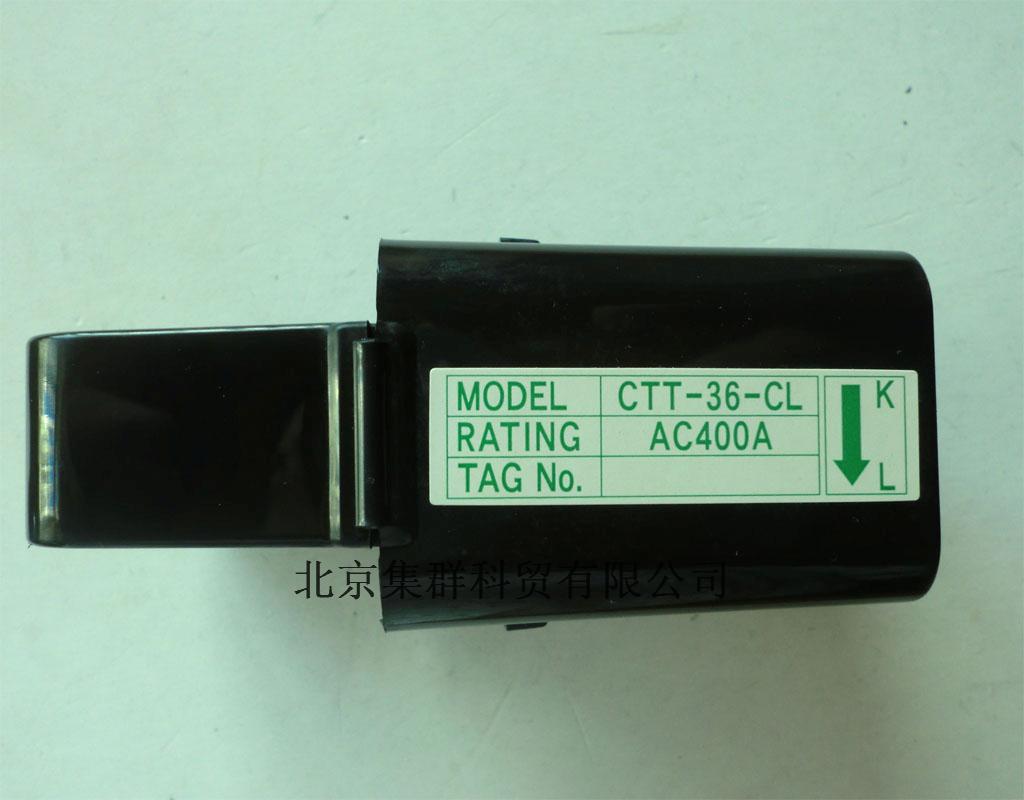 MODEL CTT-36-CL K
RATING AC400A
TAG No. L
北京集群科贸有限公司